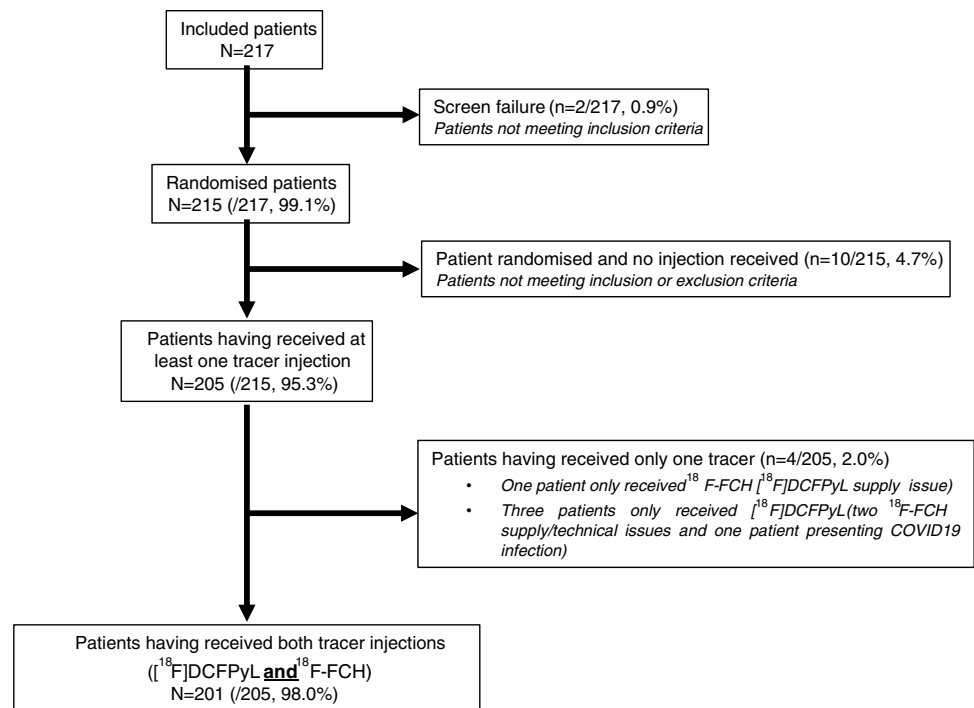 Included patients
N=217
Screen failure (n=2/217, 0.9%)
Patients not meeting inclusion criteria
Randomised patients
N=215 (/217, 99.1%)
Patient randomised and no injection received (n=10/215, 4.7%)
Patients not meeting inclusion or exclusion criteria
Patients having received at
least one tracer injection
N=205 (/215, 95.3%)
Patients having received only one tracer (n=4/205, 2.0%)
• One patient only received ¹⁸ F-FCH [¹⁸F]DCFPyL supply issue)
• Three patients only received [¹⁸F]DCFPyL(two ¹⁸F-FCH
supply/technical issues and one patient presenting COVID19
infection)
Patients having received both tracer injections
([¹⁸F]DCFPyL and ¹⁸F-FCH)
N=201 (/205, 98.0%)